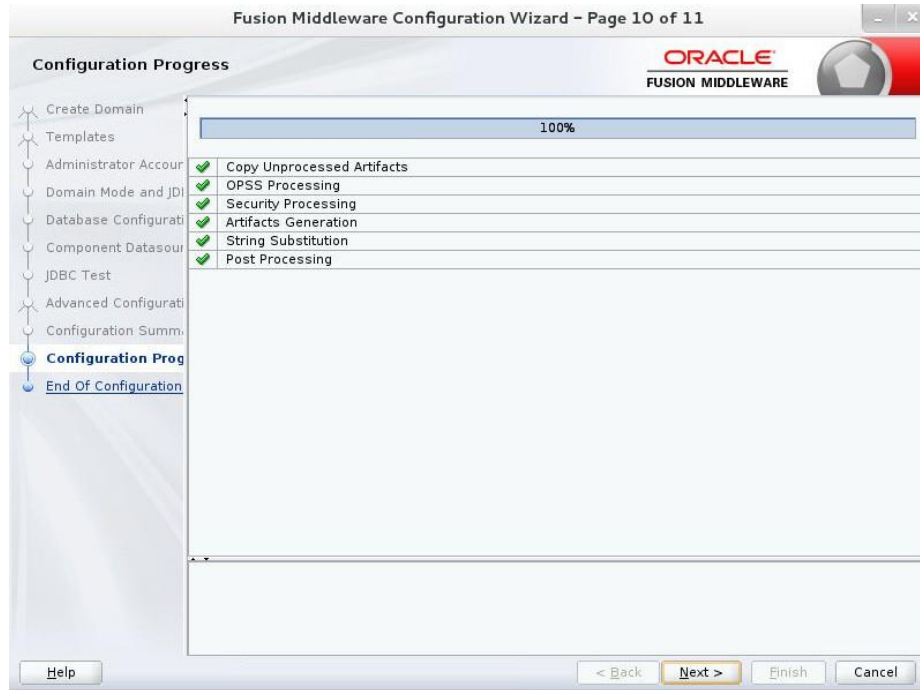 Fusion Middleware Configuration Wizard – Page 10 of 11
Configuration Progress
ORACLE
FUSION MIDDLEWARE
Create Domain
Templates
Administrator Accour
Domain Mode and JDI
Database Configurati
Component Datasour
JDBC Test
Advanced Configurati
Configuration Summ
Configuration Prog
End Of Configuration
100%
Copy Unprocessed Artifacts
OPSS Processing
Security Processing
Artifacts Generation
String Substitution
Post Processing
Help
< Back
Next >
Finish
Cancel